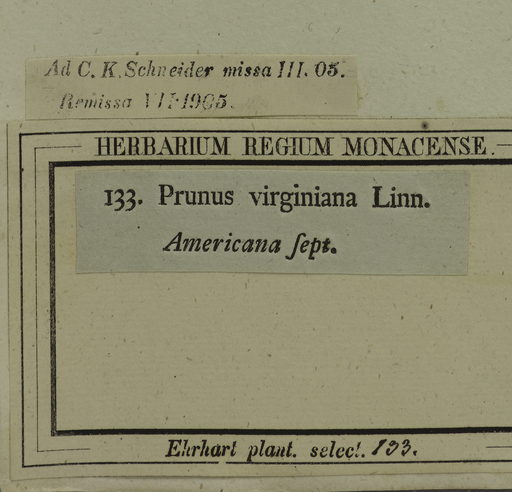 Ad C. K. Schneider missa III. 05.
Remissa VII. 1905.
HERBARIUM REGIUM MONACENSE.
133. Prunus virginiana Linn.
Americana ſept.
Ehrhart plant. select. 133.